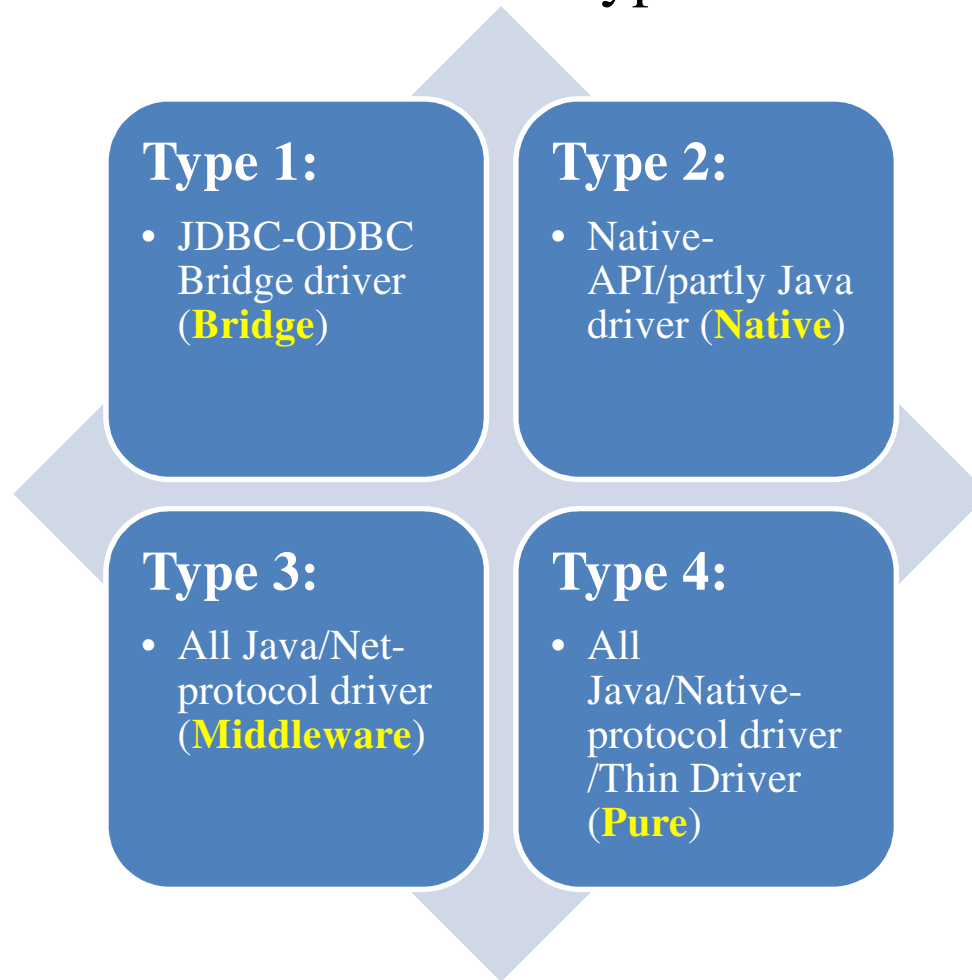 Type 1:
• JDBC-ODBC
Bridge driver
(Bridge)
Type 2:
• Native-
API/partly Java
driver (Native)
Type 3:
• All Java/Net-
protocol driver
(Middleware)
Type 4:
• All
Java/Native-
protocol driver
/Thin Driver
(Pure)